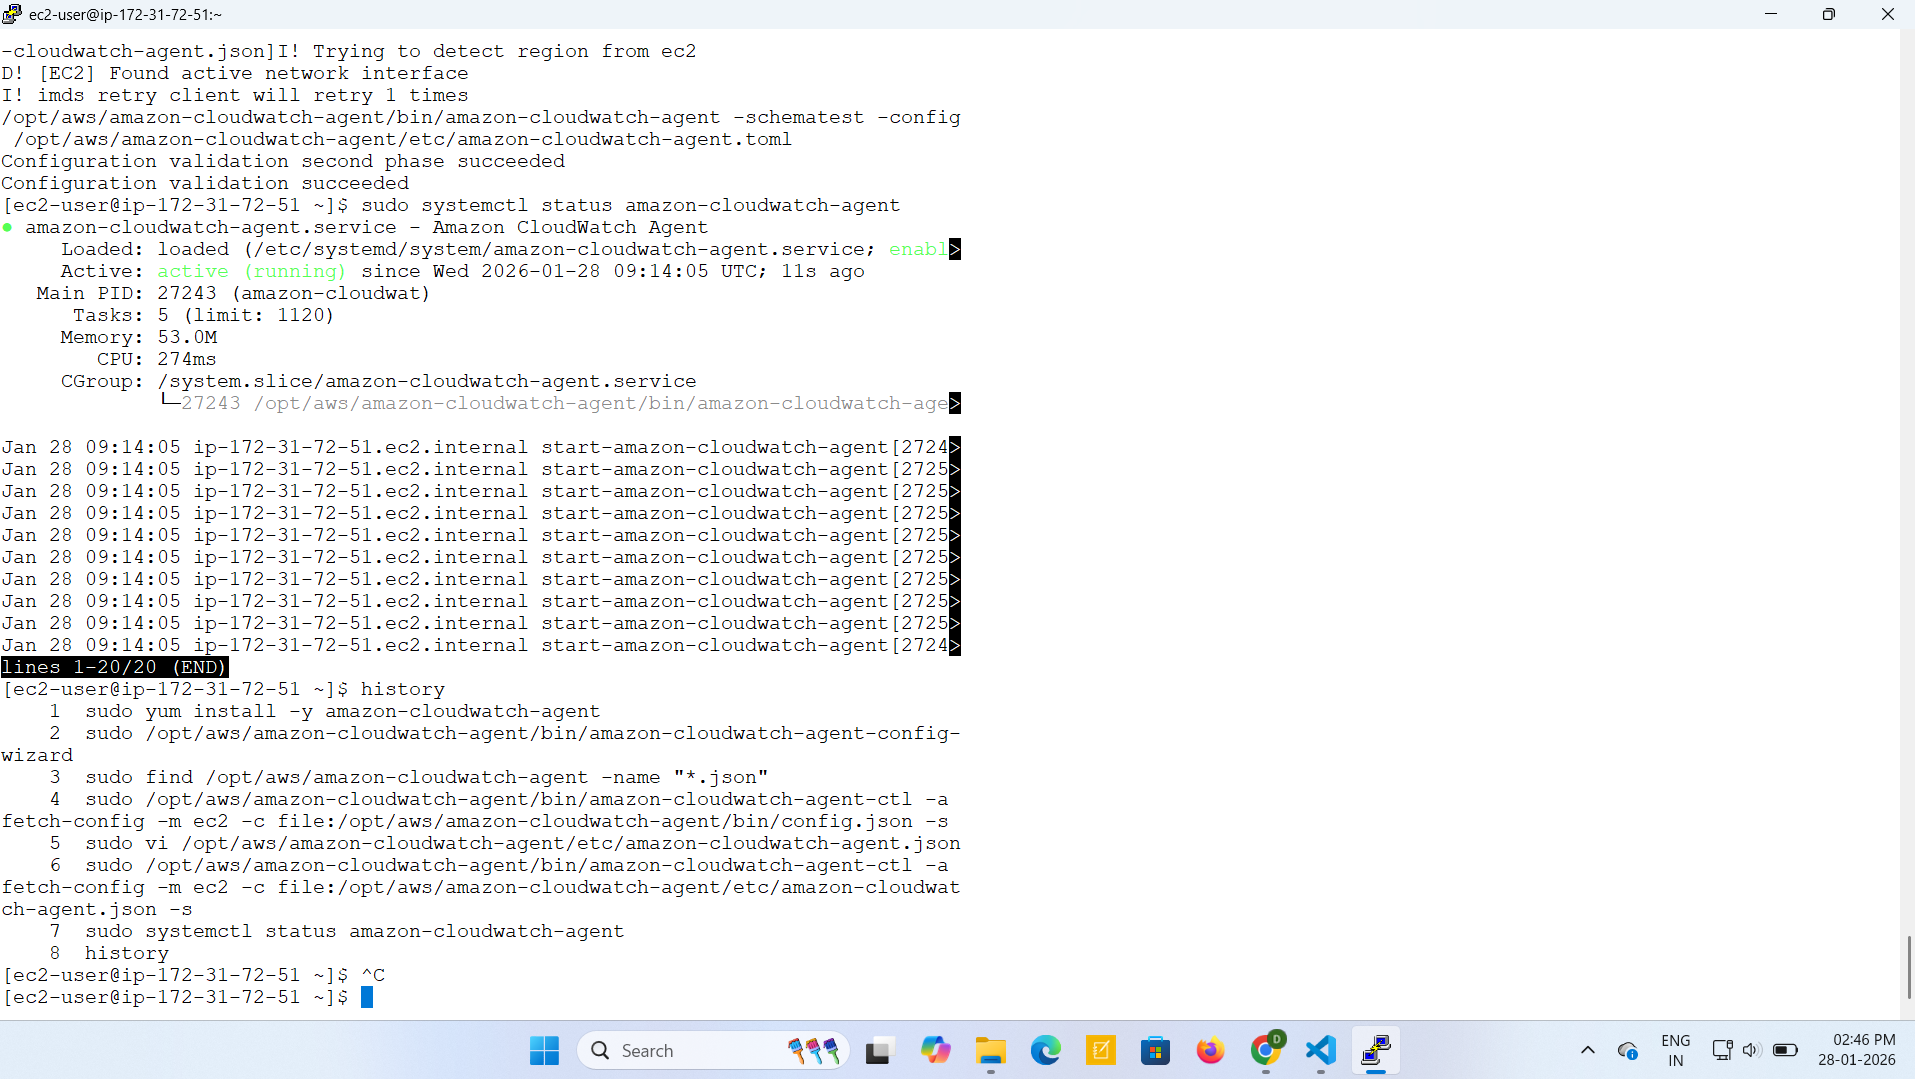 ec2-user@ip-172-31-72-51:~
-cloudwatch-agent.json]I! Trying to detect region from ec2
D! [EC2] Found active network interface
I! imds retry client will retry 1 times
/opt/aws/amazon-cloudwatch-agent/bin/amazon-cloudwatch-agent -schematest -config
 /opt/aws/amazon-cloudwatch-agent/etc/amazon-cloudwatch-agent.toml
Configuration validation second phase succeeded
Configuration validation succeeded
[ec2-user@ip-172-31-72-51 ~]$ sudo systemctl status amazon-cloudwatch-agent
● amazon-cloudwatch-agent.service - Amazon CloudWatch Agent
     Loaded: loaded (/etc/systemd/system/amazon-cloudwatch-agent.service; enabl>
     Active: active (running) since Wed 2026-01-28 09:14:05 UTC; 11s ago
   Main PID: 27243 (amazon-cloudwat)
      Tasks: 5 (limit: 1120)
     Memory: 53.0M
        CPU: 274ms
     CGroup: /system.slice/amazon-cloudwatch-agent.service
             └─27243 /opt/aws/amazon-cloudwatch-agent/bin/amazon-cloudwatch-age>
Jan 28 09:14:05 ip-172-31-72-51.ec2.internal start-amazon-cloudwatch-agent[2724>
Jan 28 09:14:05 ip-172-31-72-51.ec2.internal start-amazon-cloudwatch-agent[2725>
Jan 28 09:14:05 ip-172-31-72-51.ec2.internal start-amazon-cloudwatch-agent[2725>
Jan 28 09:14:05 ip-172-31-72-51.ec2.internal start-amazon-cloudwatch-agent[2725>
Jan 28 09:14:05 ip-172-31-72-51.ec2.internal start-amazon-cloudwatch-agent[2725>
Jan 28 09:14:05 ip-172-31-72-51.ec2.internal start-amazon-cloudwatch-agent[2725>
Jan 28 09:14:05 ip-172-31-72-51.ec2.internal start-amazon-cloudwatch-agent[2725>
Jan 28 09:14:05 ip-172-31-72-51.ec2.internal start-amazon-cloudwatch-agent[2725>
Jan 28 09:14:05 ip-172-31-72-51.ec2.internal start-amazon-cloudwatch-agent[2725>
Jan 28 09:14:05 ip-172-31-72-51.ec2.internal start-amazon-cloudwatch-agent[2724>
lines 1-20/20 (END)
[ec2-user@ip-172-31-72-51 ~]$ history
    1  sudo yum install -y amazon-cloudwatch-agent
    2  sudo /opt/aws/amazon-cloudwatch-agent/bin/amazon-cloudwatch-agent-config-
wizard
    3  sudo find /opt/aws/amazon-cloudwatch-agent -name "*.json"
    4  sudo /opt/aws/amazon-cloudwatch-agent/bin/amazon-cloudwatch-agent-ctl -a
fetch-config -m ec2 -c file:/opt/aws/amazon-cloudwatch-agent/bin/config.json -s
    5  sudo vi /opt/aws/amazon-cloudwatch-agent/etc/amazon-cloudwatch-agent.json
    6  sudo /opt/aws/amazon-cloudwatch-agent/bin/amazon-cloudwatch-agent-ctl -a
fetch-config -m ec2 -c file:/opt/aws/amazon-cloudwatch-agent/etc/amazon-cloudwat
ch-agent.json -s
    7  sudo systemctl status amazon-cloudwatch-agent
    8  history
[ec2-user@ip-172-31-72-51 ~]$ ^C
[ec2-user@ip-172-31-72-51 ~]$
Search
D
ENG
IN
02:46 PM
28-01-2026